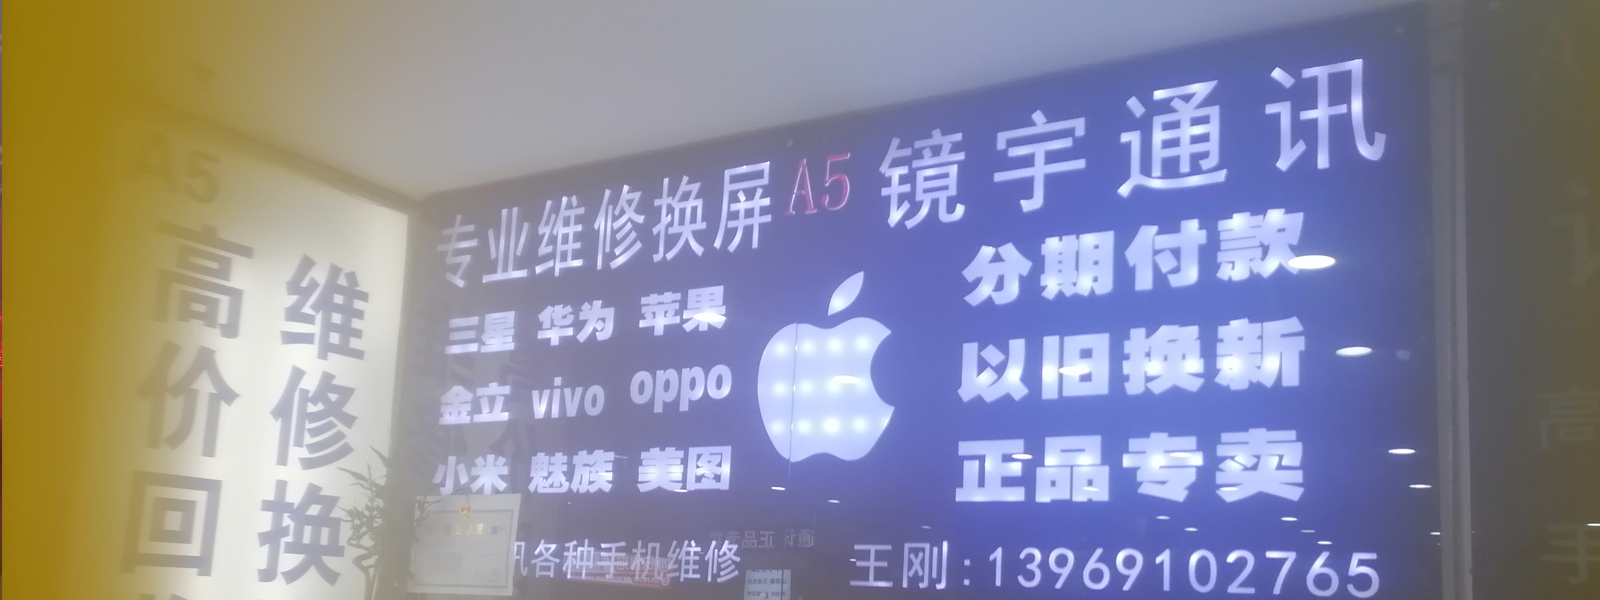 A5
高价回
维修换
专业维修换屏 A5 镜宇通讯
三星 华为 苹果
金立 vivo oppo
小米 魅族 美图
分期付款
以旧换新
正品专卖
讯各种手机维修
王刚:13969102765